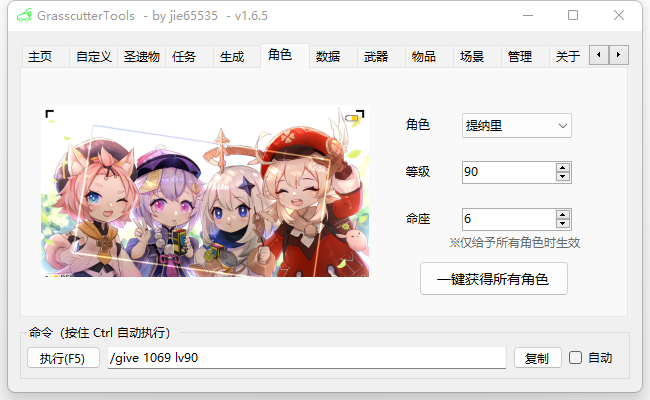 GrasscutterTools - by jie65535 - v1.6.5
主页 自定义 圣遗物 任务 生成 角色 数据 武器 物品 场景 管理 关于
角色 提纳里
等级 90
命座 6
※仅给予所有角色时生效
一键获得所有角色
命令（按住 Ctrl 自动执行）
执行(F5) /give 1069 lv90 复制 自动